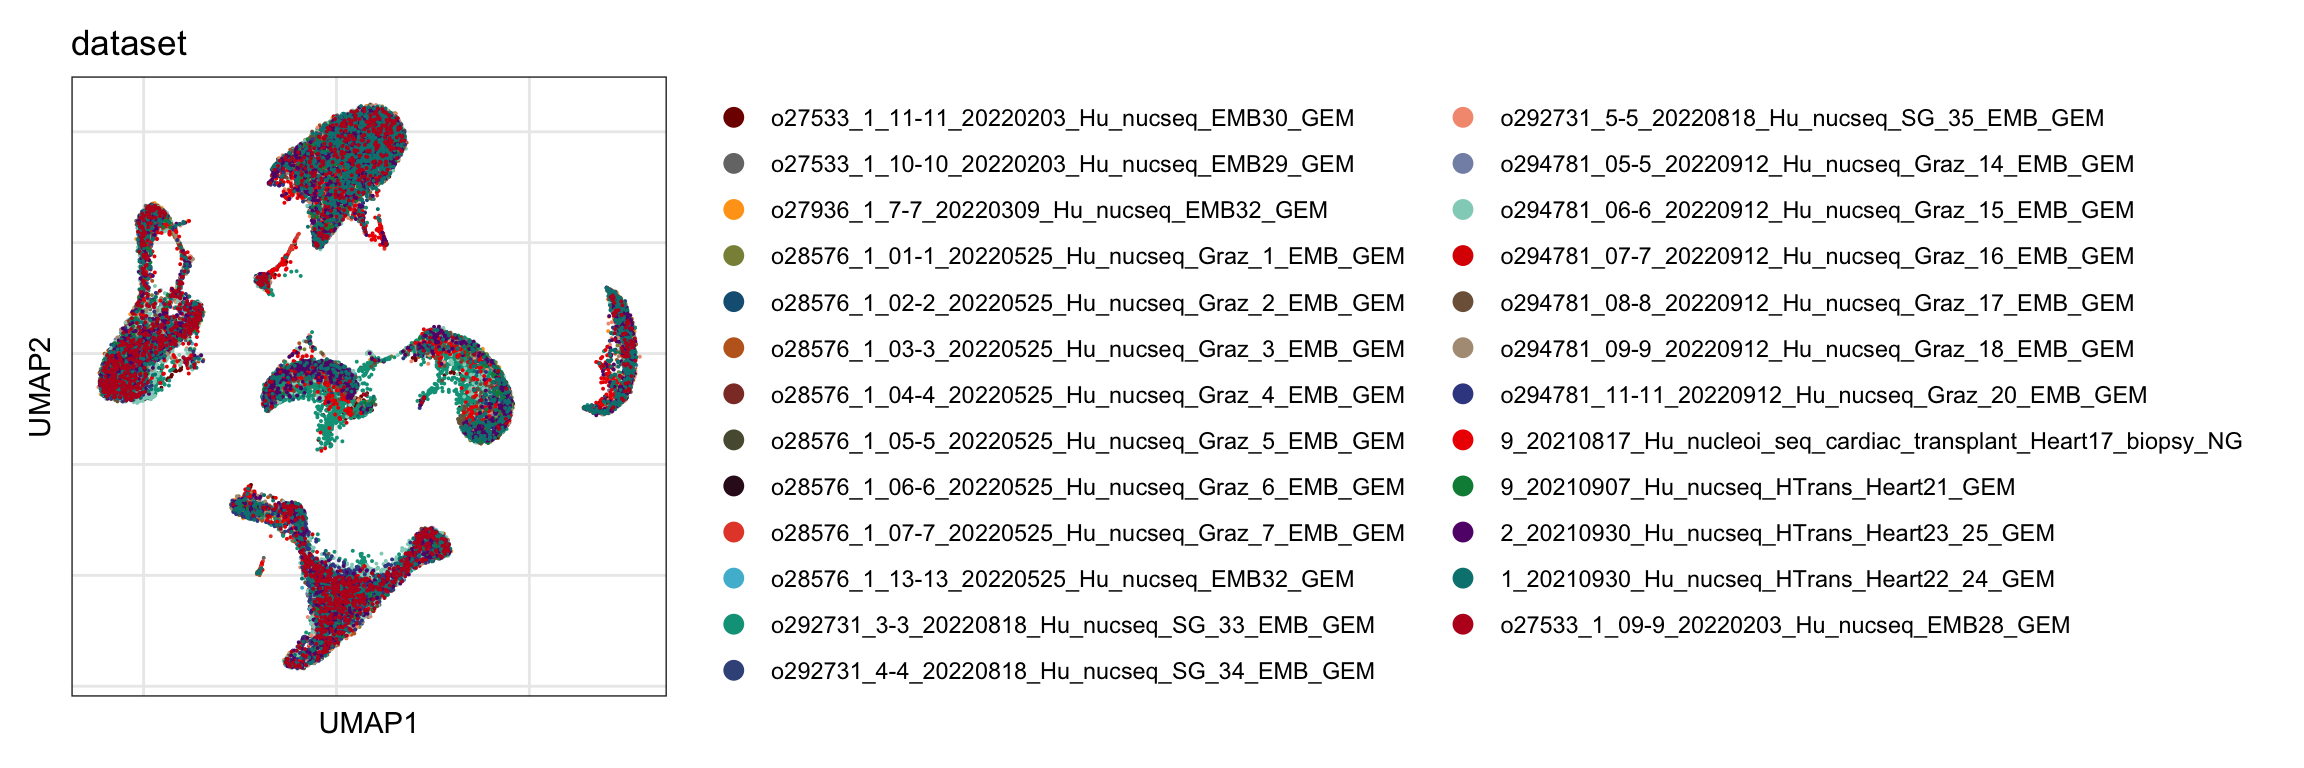 dataset
UMAP2
UMAP1
o27533_1_11-11_20220203_Hu_nucseq_EMB30_GEM
o27533_1_10-10_20220203_Hu_nucseq_EMB29_GEM
o27936_1_7-7_20220309_Hu_nucseq_EMB32_GEM
o28576_1_01-1_20220525_Hu_nucseq_Graz_1_EMB_GEM
o28576_1_02-2_20220525_Hu_nucseq_Graz_2_EMB_GEM
o28576_1_03-3_20220525_Hu_nucseq_Graz_3_EMB_GEM
o28576_1_04-4_20220525_Hu_nucseq_Graz_4_EMB_GEM
o28576_1_05-5_20220525_Hu_nucseq_Graz_5_EMB_GEM
o28576_1_06-6_20220525_Hu_nucseq_Graz_6_EMB_GEM
o28576_1_07-7_20220525_Hu_nucseq_Graz_7_EMB_GEM
o28576_1_13-13_20220525_Hu_nucseq_EMB32_GEM
o292731_3-3_20220818_Hu_nucseq_SG_33_EMB_GEM
o292731_4-4_20220818_Hu_nucseq_SG_34_EMB_GEM
o292731_5-5_20220818_Hu_nucseq_SG_35_EMB_GEM
o294781_05-5_20220912_Hu_nucseq_Graz_14_EMB_GEM
o294781_06-6_20220912_Hu_nucseq_Graz_15_EMB_GEM
o294781_07-7_20220912_Hu_nucseq_Graz_16_EMB_GEM
o294781_08-8_20220912_Hu_nucseq_Graz_17_EMB_GEM
o294781_09-9_20220912_Hu_nucseq_Graz_18_EMB_GEM
o294781_11-11_20220912_Hu_nucseq_Graz_20_EMB_GEM
9_20210817_Hu_nucleoi_seq_cardiac_transplant_Heart17_biopsy_NG
9_20210907_Hu_nucseq_HTrans_Heart21_GEM
2_20210930_Hu_nucseq_HTrans_Heart23_25_GEM
1_20210930_Hu_nucseq_HTrans_Heart22_24_GEM
o27533_1_09-9_20220203_Hu_nucseq_EMB28_GEM